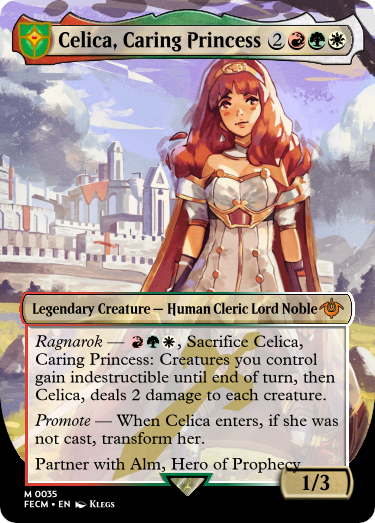 Celica, Caring Princess 2
Legendary Creature — Human Cleric Lord Noble
Ragnarok — , Sacrifice Celica,
Caring Princess: Creatures you control
gain indestructible until end of turn, then
Celica, deals 2 damage to each creature.
Promote — When Celica enters, if she was
not cast, transform her.
Partner with Alm, Hero of Prophecy
1/3
M 0035
FECM • EN Klegs